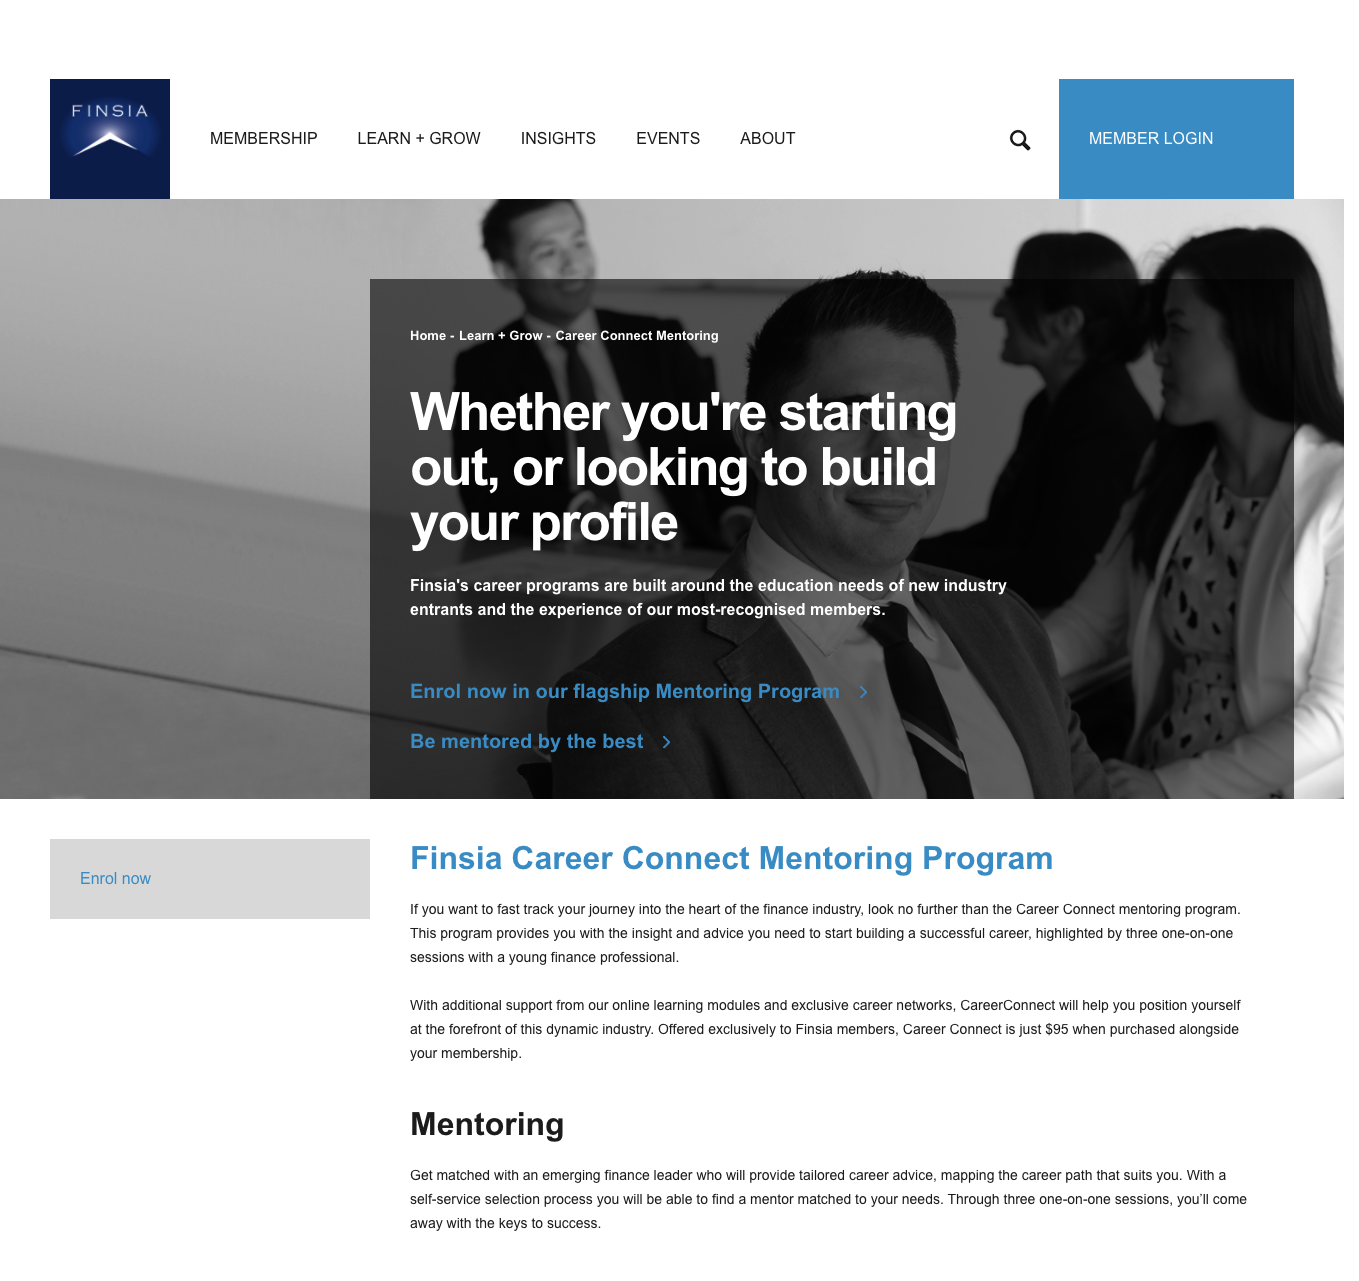 FINSIA
MEMBERSHIP
LEARN + GROW
INSIGHTS
EVENTS
ABOUT
MEMBER LOGIN
Home - Learn + Grow - Career Connect Mentoring
Whether you're starting
out, or looking to build
your profile
Finsia's career programs are built around the education needs of new industry
entrants and the experience of our most-recognised members.
Enrol now in our flagship Mentoring Program
Be mentored by the best
Enrol now
Finsia Career Connect Mentoring Program
If you want to fast track your journey into the heart of the finance industry, look no further than the Career Connect mentoring program.
This program provides you with the insight and advice you need to start building a successful career, highlighted by three one-on-one
sessions with a young finance professional.
With additional support from our online learning modules and exclusive career networks, CareerConnect will help you position yourself
at the forefront of this dynamic industry. Offered exclusively to Finsia members, Career Connect is just $95 when purchased alongside
your membership.
Mentoring
Get matched with an emerging finance leader who will provide tailored career advice, mapping the career path that suits you. With a
self-service selection process you will be able to find a mentor matched to your needs. Through three one-on-one sessions, you’ll come
away with the keys to success.